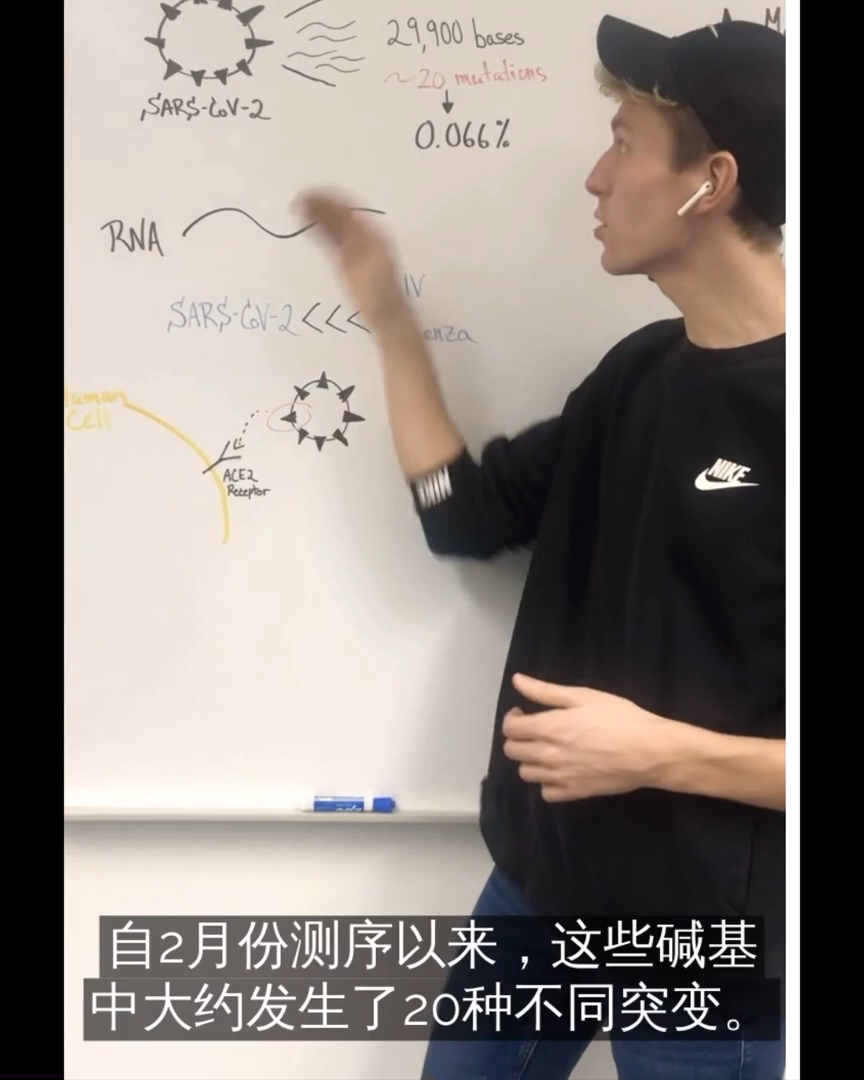 29,900 bases
~20 mutations
0.066%
SARS-CoV-2
RNA
SARS-CoV-2 <<<
ACE2
Receptor
Cell
NIKE
自2月份测序以来，这些碱基
中大约发生了20种不同突变。